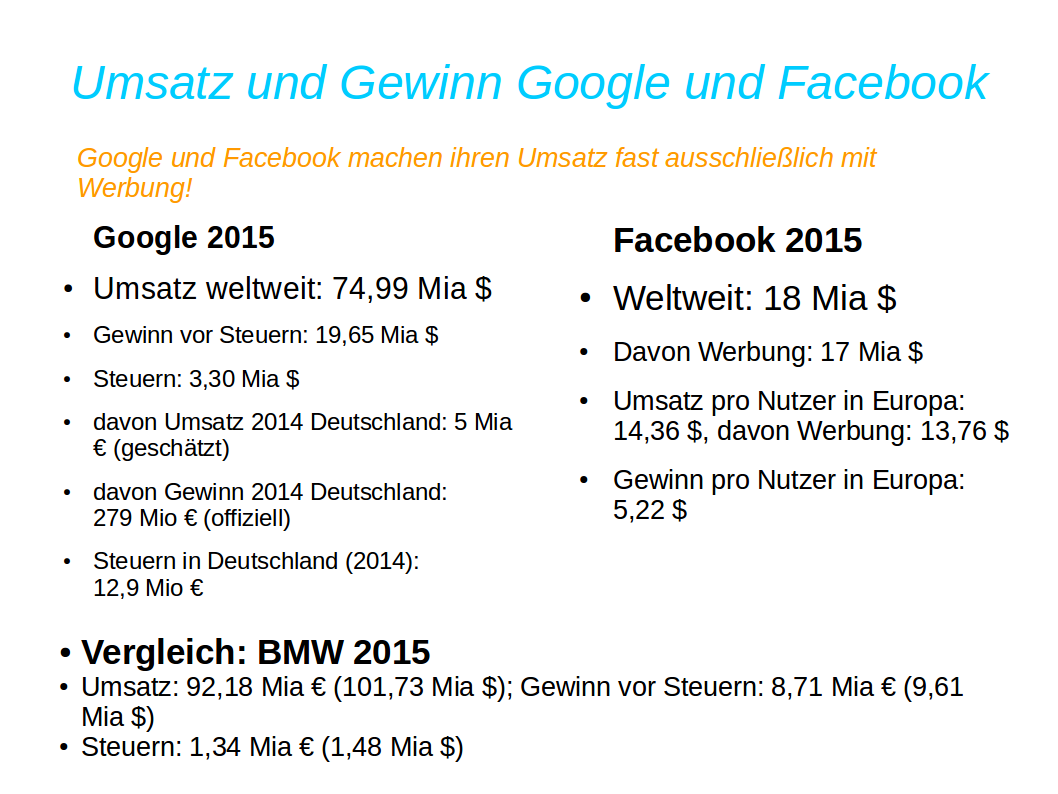 Umsatz und Gewinn Google und Facebook
Google und Facebook machen ihren Umsatz fast ausschließlich mit
Werbung!
Google 2015
• Umsatz weltweit: 74,99 Mia $
• Gewinn vor Steuern: 19,65 Mia $
• Steuern: 3,30 Mia $
• davon Umsatz 2014 Deutschland: 5 Mia
€ (geschätzt)
• davon Gewinn 2014 Deutschland:
279 Mio € (offiziell)
• Steuern in Deutschland (2014):
12,9 Mio €
Facebook 2015
• Weltweit: 18 Mia $
• Davon Werbung: 17 Mia $
• Umsatz pro Nutzer in Europa:
14,36 $, davon Werbung: 13,76 $
• Gewinn pro Nutzer in Europa:
5,22 $
• Vergleich: BMW 2015
• Umsatz: 92,18 Mia € (101,73 Mia $); Gewinn vor Steuern: 8,71 Mia € (9,61
Mia $)
• Steuern: 1,34 Mia € (1,48 Mia $)